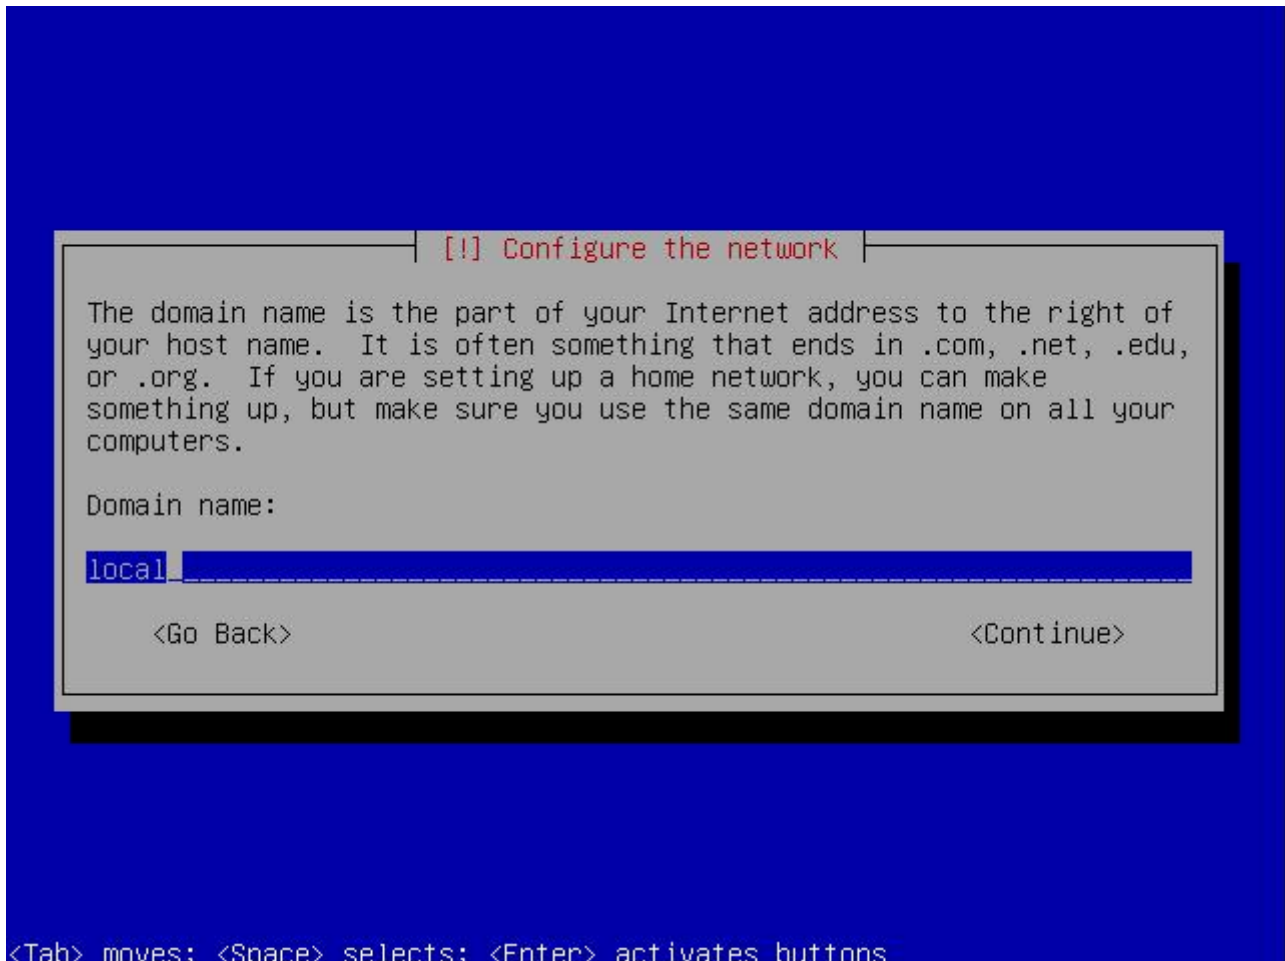 [!] Configure the network
The domain name is the part of your Internet address to the right of
your host name.  It is often something that ends in .com, .net, .edu,
or .org.  If you are setting up a home network, you can make
something up, but make sure you use the same domain name on all your
computers.
Domain name:
local
<Go Back> <Continue>
<Tab> moves; <Space> selects; <Enter> activates buttons